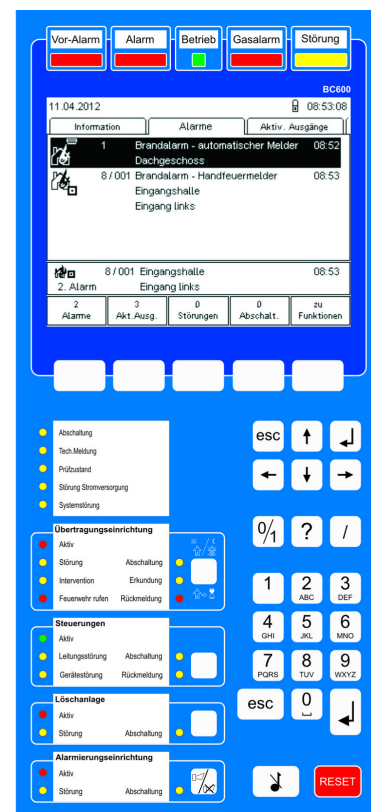 Vor-Alarm Alarm Betrieb Gasalarm Störung
BC600
11.04.2012 08:53:08
Information Alarme Aktiv. Ausgänge
1 Brandalarm - automatischer Melder 08:52
Dachgeschoss
8/001 Brandalarm - Handfeuermelder 08:53
Eingangshalle
Eingang links
8/001 Eingangshalle 08:53
2. Alarm Eingang links
2 3 0 0 zu
Alarme Akt.Ausg. Störungen Abschalt. Funktionen
Abschaltung
Tech.Meldung
Prüfzustand
Störung Stromversorgung
Systemstörung
esc
0/1 ? /
Übertragungseinrichtung
Aktiv
Störung Abschaltung
Intervention Erkundung
Feuerwehr rufen Rückmeldung
1 2 3
ABC DEF
4 5 6
GHI JKL MNO
7 8 9
PQRS TUV WXYZ
esc 0
Steuerungen
Aktiv
Leitungsstörung Abschaltung
Gerätestörung Rückmeldung
Löschanlage
Aktiv
Störung Abschaltung
Alarmierungseinrichtung
Aktiv
Störung Abschaltung
RESET